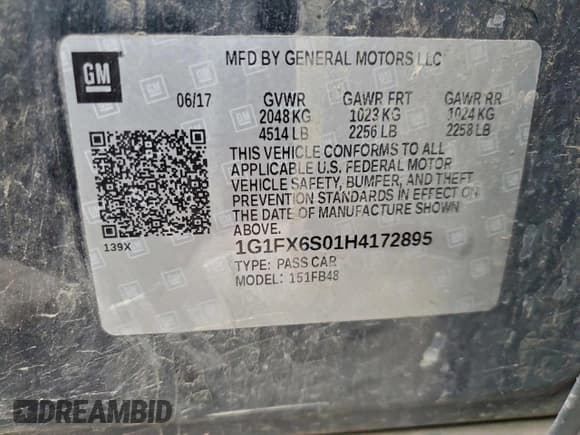 GM
MFD BY GENERAL MOTORS LLC
06/17 GVWR GAWR FRT GAWR RR
2048 KG 1023 KG 1024 KG
4514 LB 2256 LB 2258 LB
THIS VEHICLE CONFORMS TO ALL
APPLICABLE U.S. FEDERAL MOTOR
VEHICLE SAFETY, BUMPER, AND THEFT
PREVENTION STANDARDS IN EFFECT ON
THE DATE OF MANUFACTURE SHOWN
ABOVE.
139X
1G1FX6S01H4172895
TYPE: PASS CAR
MODEL: 151FB48
DREAMBID